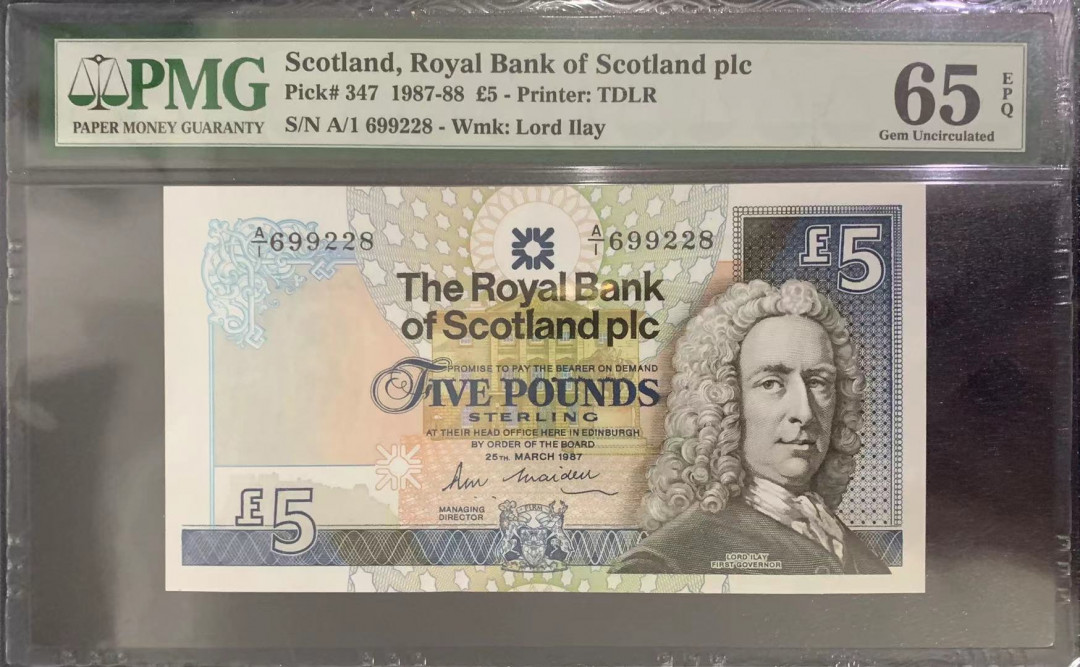 PMG
PAPER MONEY GUARANTY
Scotland, Royal Bank of Scotland plc
Pick# 347 1987-88 £5 - Printer: TDLR
S/N A/1 699228 - Wmk: Lord Ilay
65
EPQ
Gem Uncirculated
A/1 699228
A/1 699228
£5
The Royal Bank
of Scotland plc
PROMISE TO PAY THE BEARER ON DEMAND
FIVE POUNDS
STERLING
AT THEIR HEAD OFFICE HERE IN EDINBURGH
BY ORDER OF THE BOARD
25TH. MARCH 1987
MANAGING
DIRECTOR
£5
LORD ILAY
FIRST GOVERNOR